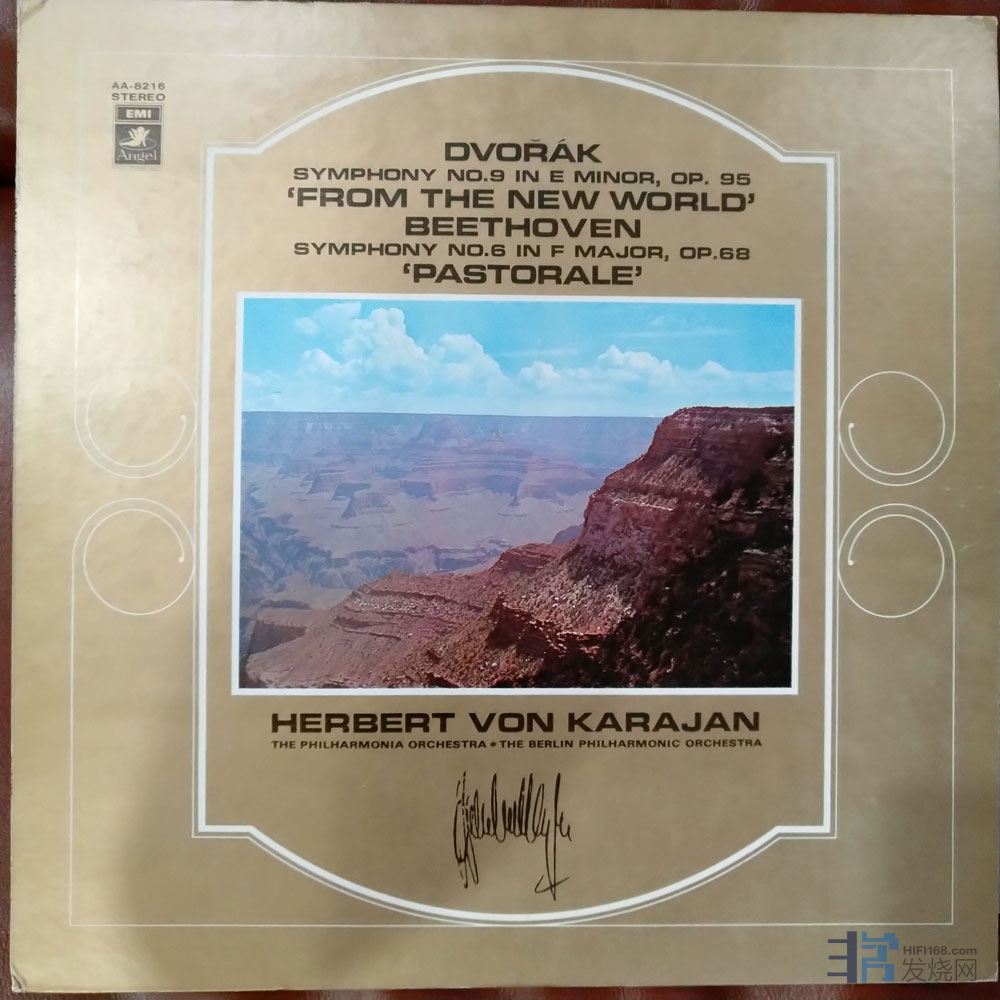 AA-8216
STEREO
EMI
Angel
DVOŘÁK
SYMPHONY NO.9 IN E MINOR, OP. 95
‘FROM THE NEW WORLD’
BEETHOVEN
SYMPHONY NO.6 IN F MAJOR, OP.68
‘PASTORALE’
HERBERT VON KARAJAN
THE PHILHARMONIA ORCHESTRA * THE BERLIN PHILHARMONIC ORCHESTRA
HIFI168.com
发烧网